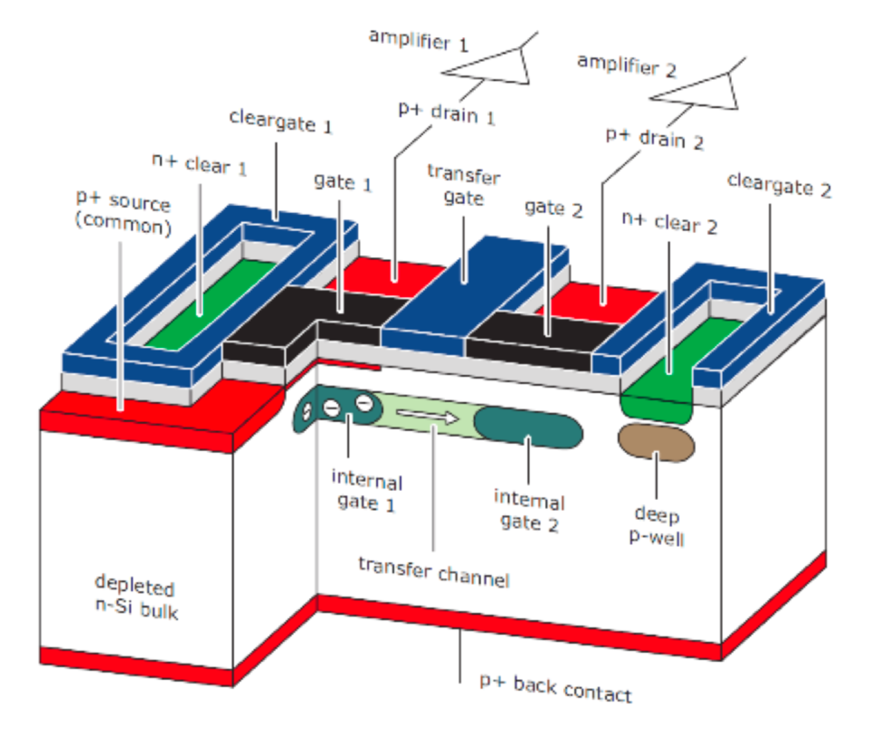 amplifier 1
amplifier 2
p+ drain 1
cleargate 1
p+ drain 2
n+ clear 1
transfer
gate
gate 1
cleargate 2
p+ source
(common)
gate 2
n+ clear 2
internal
gate 1
internal
gate 2
deep
p-well
transfer channel
depleted
n-Si bulk
p+ back contact